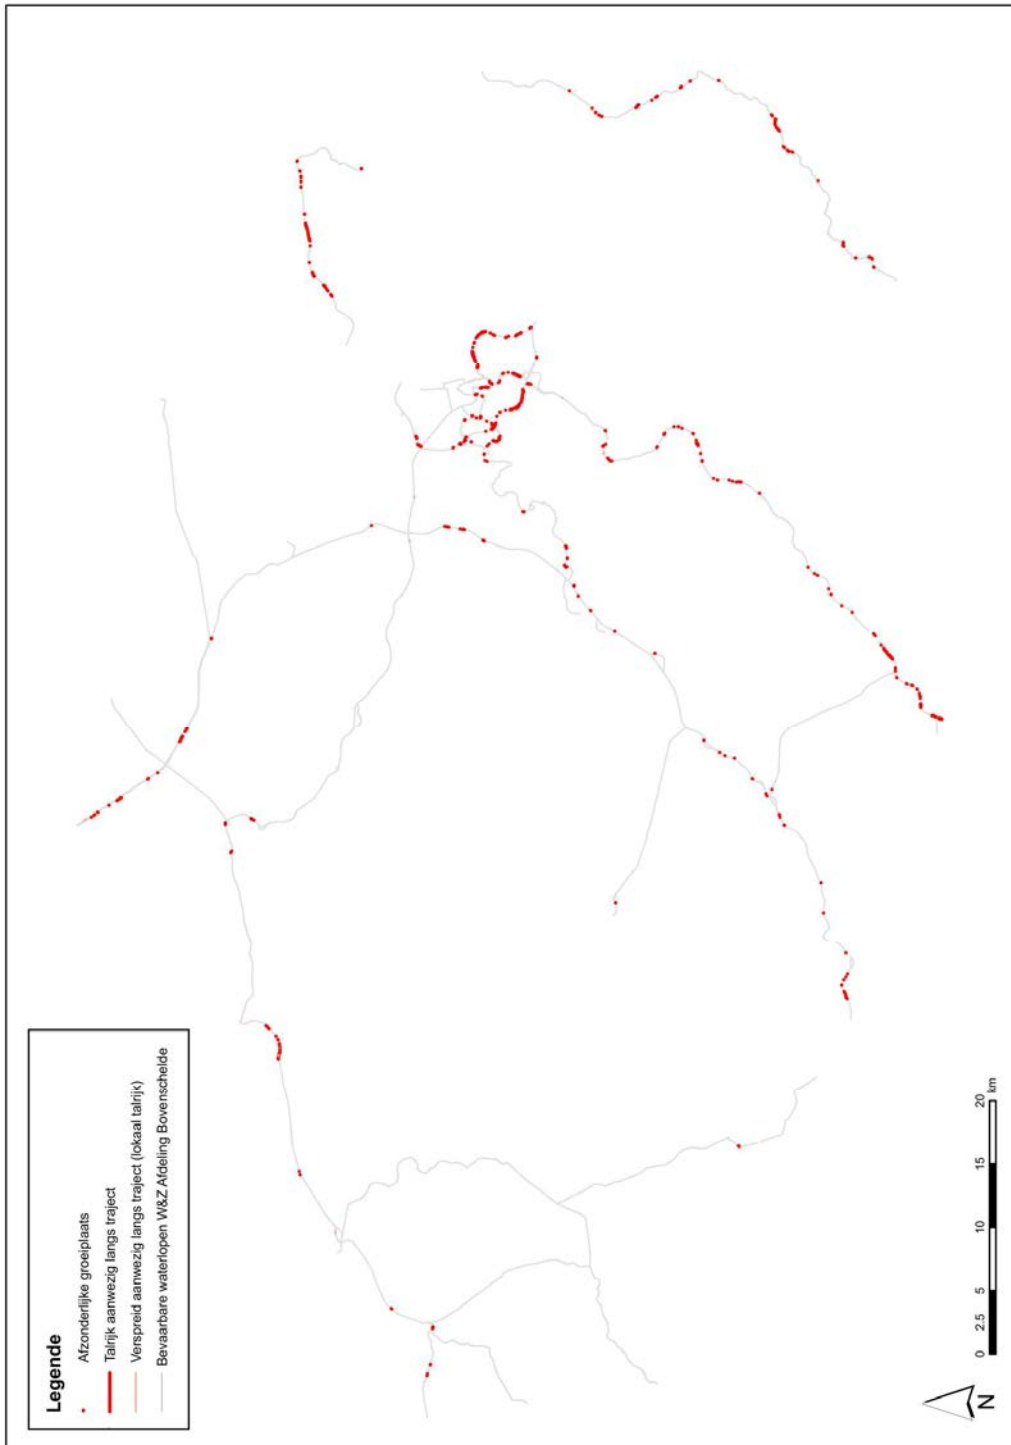 Legende
Afzonderlijke groeiplaats
Talrijk aanwezig langs traject
Verspreid aanwezig langs traject (lokaal talrijk)
Bevaarbare waterlopen W&Z Afdeling Bovenschelde
0 2.5 5 10 15 20 km
N